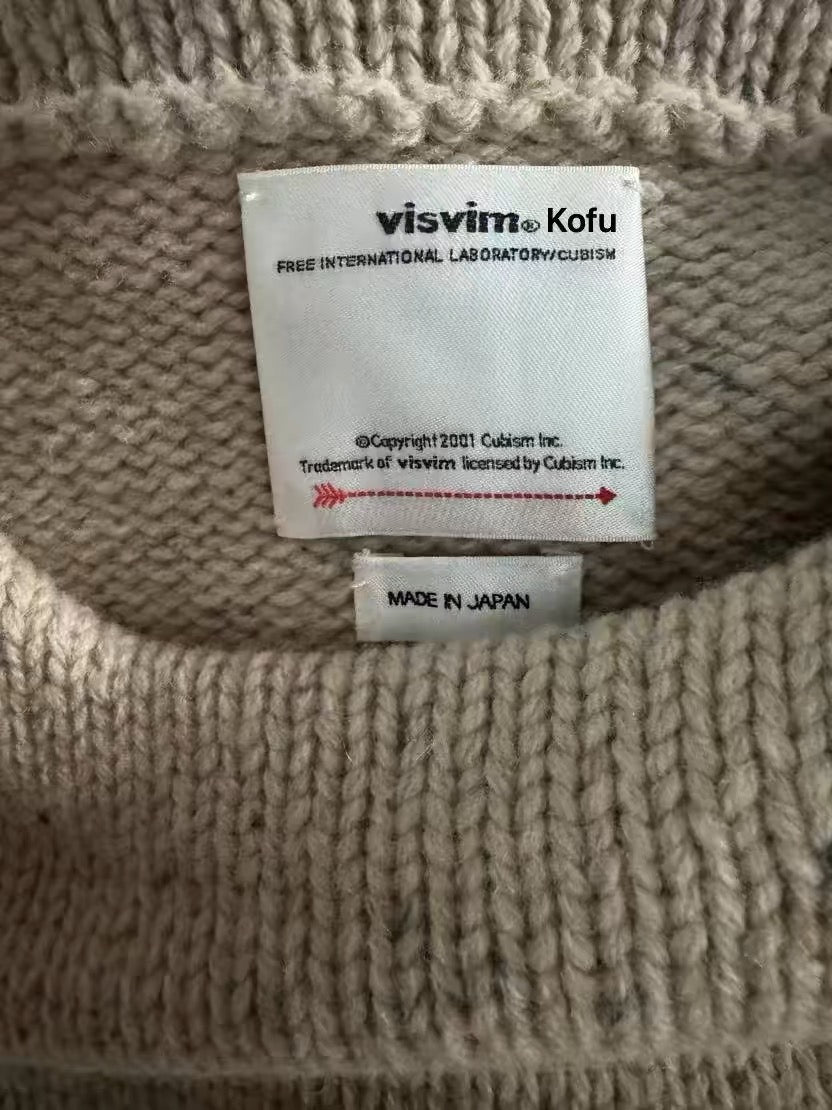 visvim® Kofu
FREE INTERNATIONAL LABORATORY/CUBISM
©Copyright 2001 Cubism Inc.
Trademark of visvim licensed by Cubism Inc.
MADE IN JAPAN